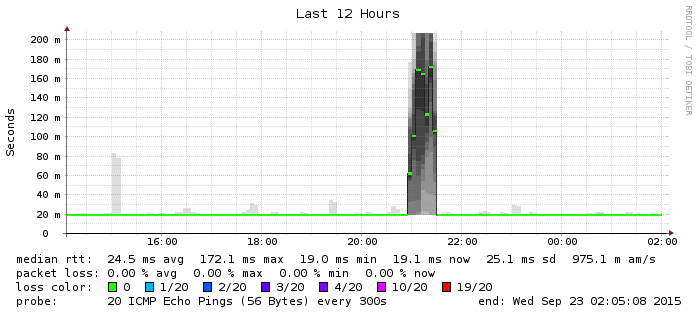 Last 12 Hours
RRDTOOL / TOBI OETIKER
Seconds
200 m
180 m
160 m
140 m
120 m
100 m
80 m
60 m
40 m
20 m
0
16:00 18:00 20:00 22:00 00:00 02:00
median rtt: 24.5 ms avg 172.1 ms max 19.0 ms min 19.1 ms now 25.1 ms sd 975.1 m am/s
packet loss: 0.00 % avg 0.00 % max 0.00 % min 0.00 % now
loss color: 0 1/20 2/20 3/20 4/20 10/20 19/20
probe: 20 ICMP Echo Pings (56 Bytes) every 300s end: Wed Sep 23 02:05:08 2015